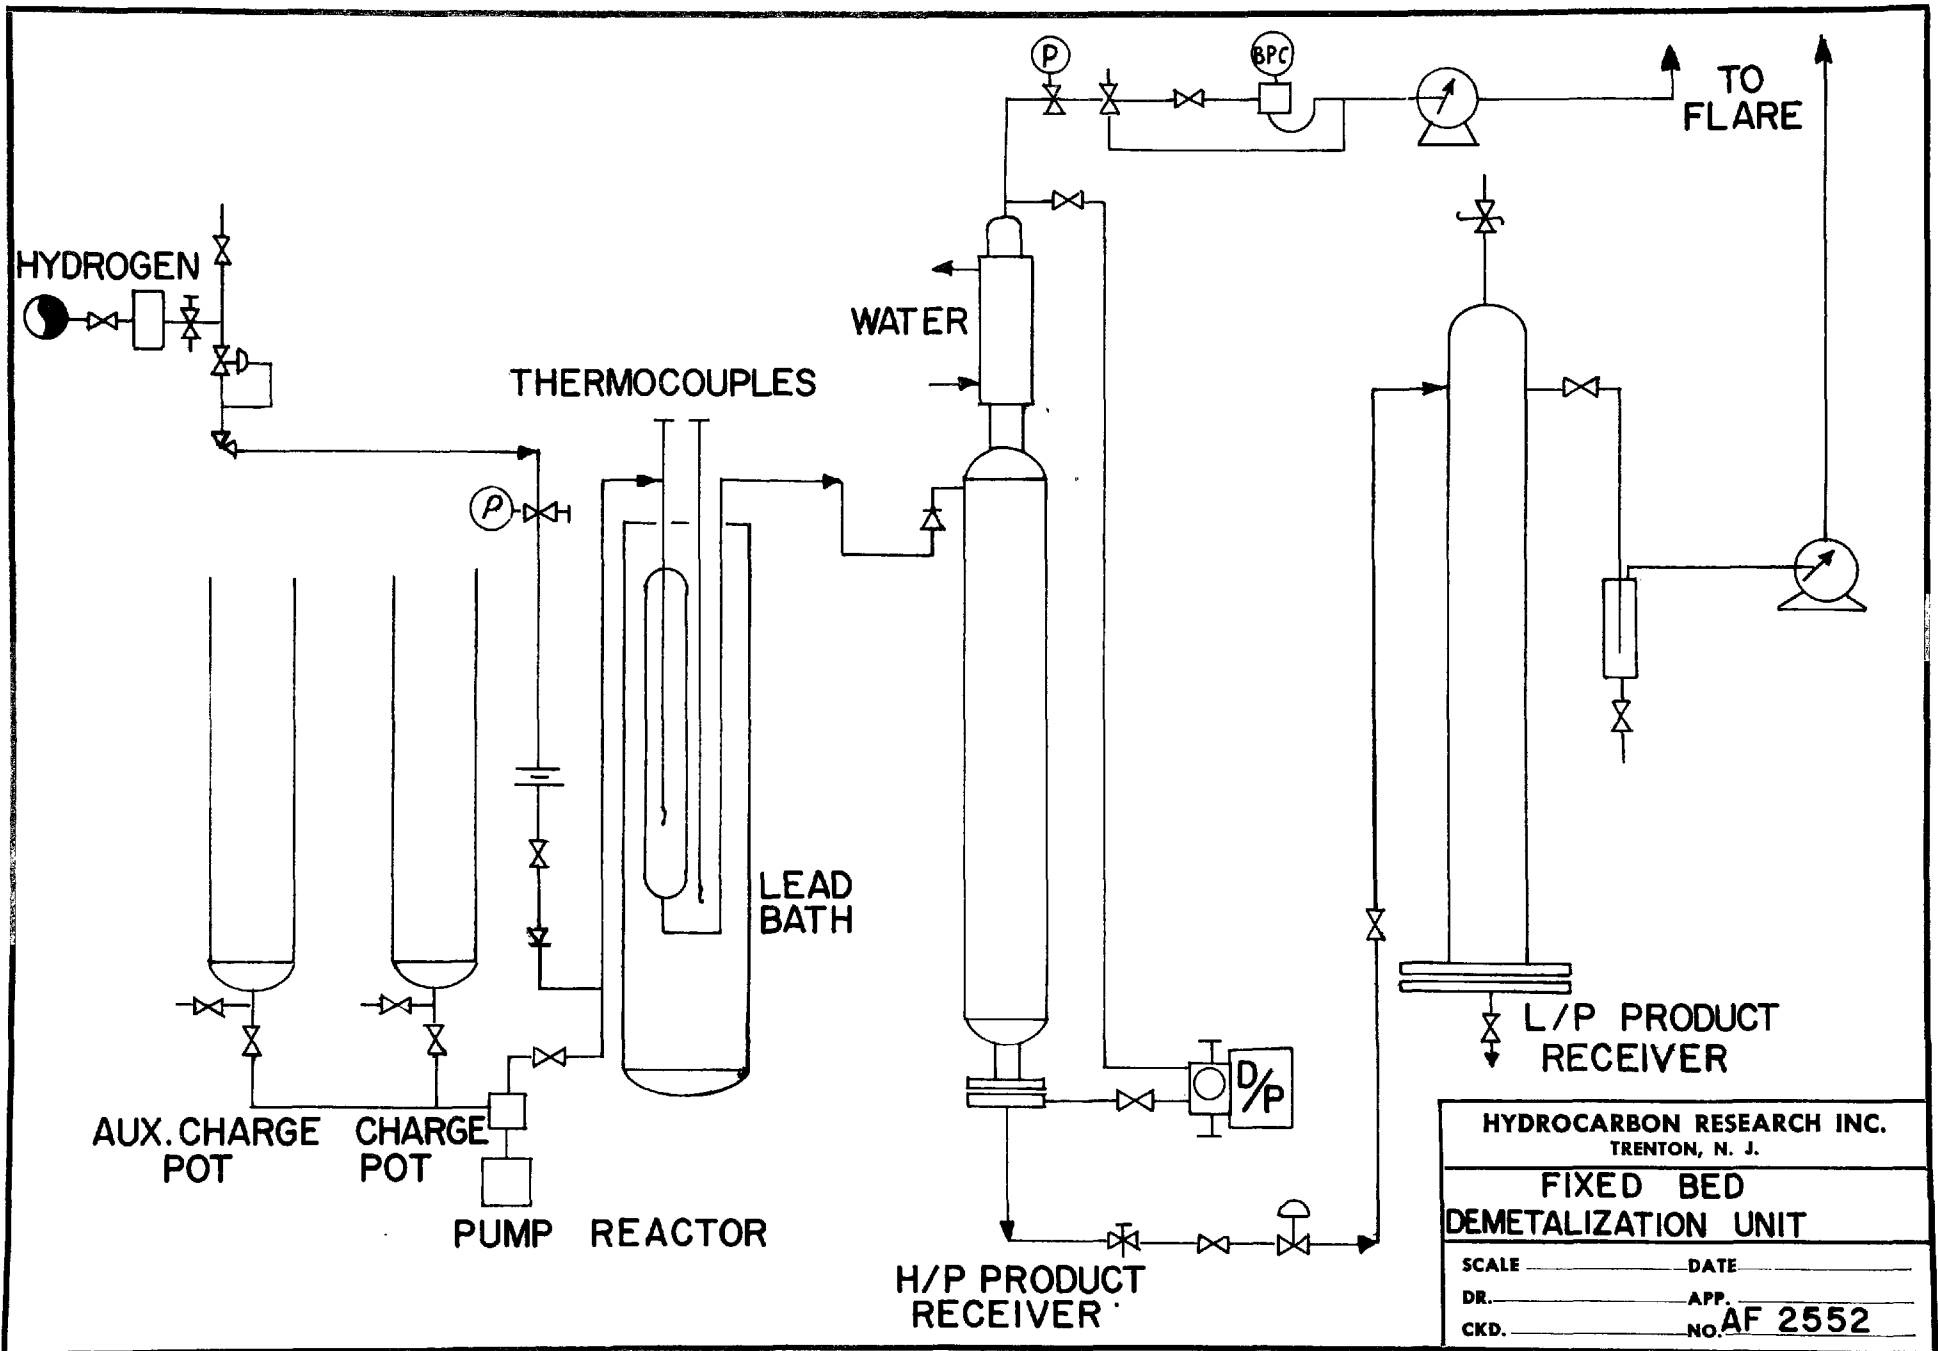 P
BPC
TO
FLARE
HYDROGEN
WATER
THERMOCOUPLES
P
LEAD
BATH
L/P PRODUCT
RECEIVER
D/P
AUX. CHARGE
POT
CHARGE
POT
PUMP
REACTOR
H/P PRODUCT
RECEIVER
HYDROCARBON RESEARCH INC.
TRENTON, N. J.
FIXED BED
DEMETALIZATION UNIT
SCALE DATE
DR. APP.
CKD. NO. AF 2552